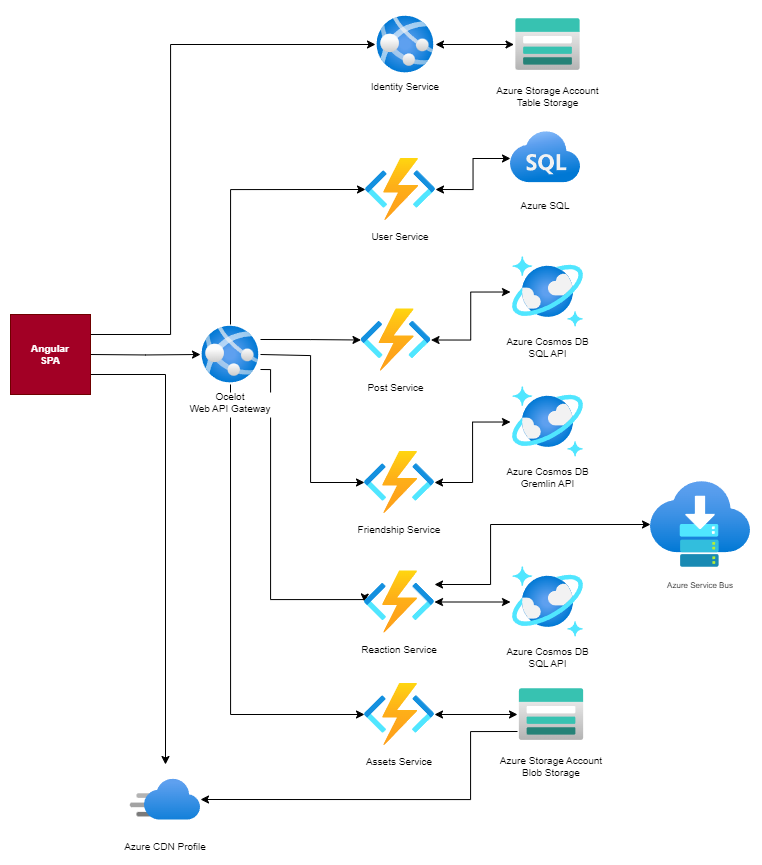 Identity Service
Azure Storage Account
Table Storage
SQL
Azure SQL
User Service
Angular
SPA
Azure Cosmos DB
SQL API
Post Service
Ocelot
Web API Gateway
Azure Cosmos DB
Gremlin API
Friendship Service
Azure Service Bus
Reaction Service
Azure Cosmos DB
SQL API
Assets Service
Azure Storage Account
Blob Storage
Azure CDN Profile